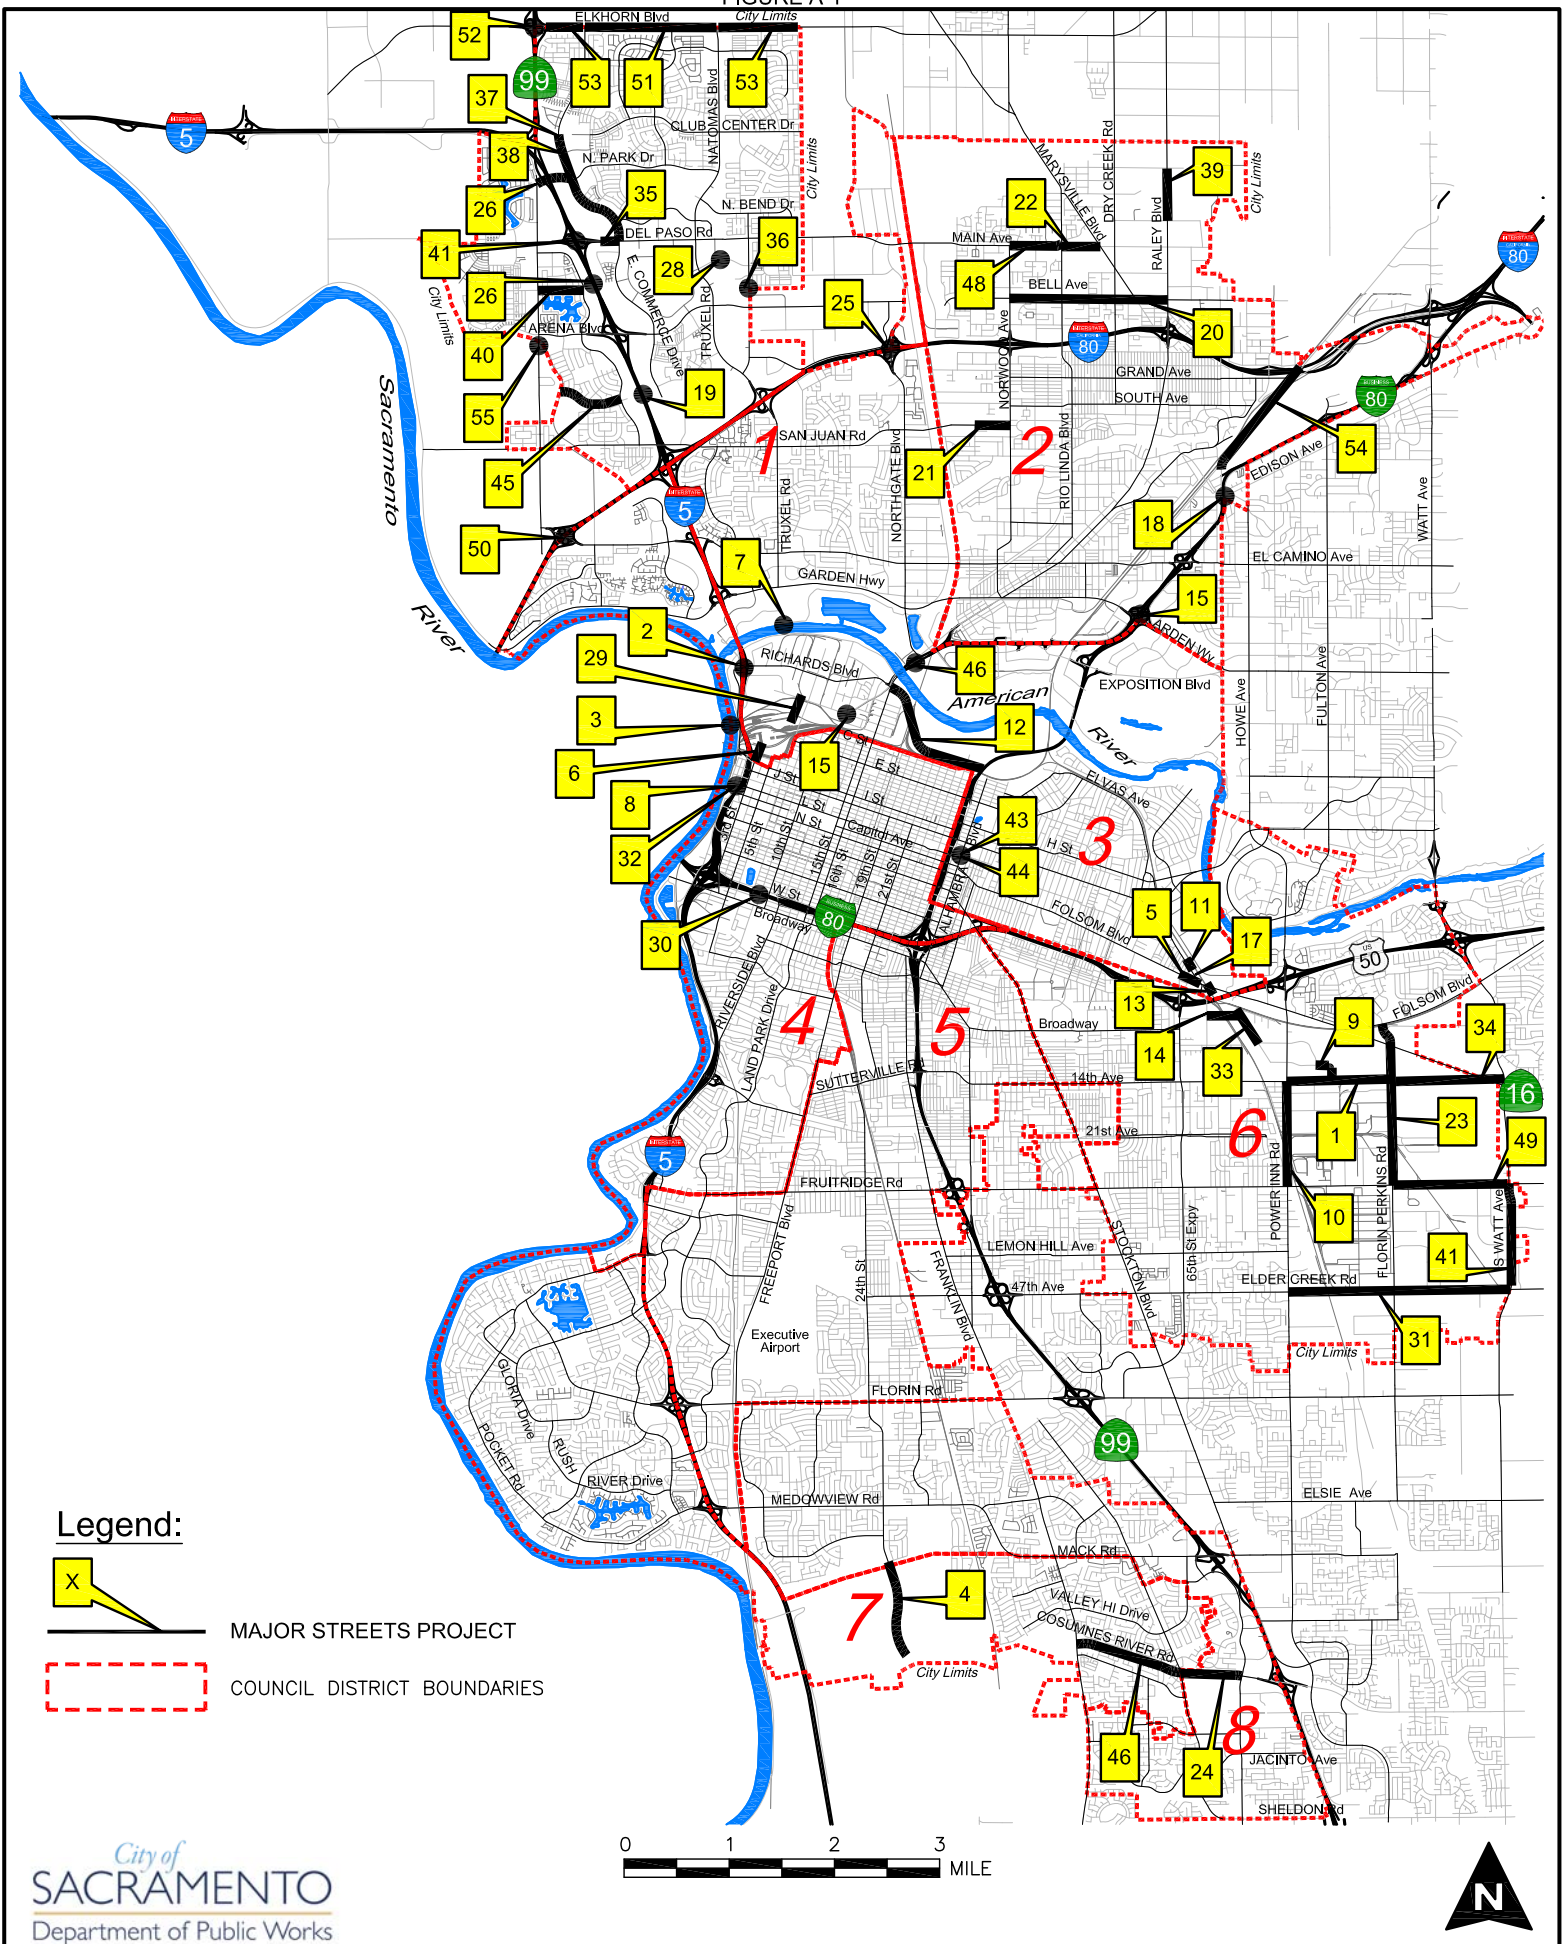 ELKHORN Blvd
City Limits
52
99
53
51
53
37
5
NATOMAS Blvd
CLUB CENTER Dr
38
N. PARK Dr
City Limits
MARYSVILLE Blvd
DRY CREEK Rd
39
City Limits
26
35
N. BEND Dr
22
RALEY Blvd
DEL PASO Rd
36
MAIN Ave
INTERSTATE
CALIFORNIA
80
41
28
E. COMMERCE Drive
TRUXEL Rd
48
BELL Ave
26
City Limits
25
20
40
ARENA Blvd
NORWOOD Ave
INTERSTATE
80
GRAND Ave
SOUTH Ave
BUSINESS
80
Sacramento
River
55
19
1
SAN JUAN Rd
NORTHGATE Blvd
21
2
RIO LINDA Blvd
EDISON Ave
54
WATT Ave
45
INTERSTATE
5
TRUXEL Rd
18
50
7
GARDEN Hwy
EL CAMINO Ave
15
2
29
RICHARDS Blvd
46
ARDEN Wy
EXPOSITION Blvd
American
River
HOWE Ave
FULTON Ave
3
12
6
15
C St
E St
J St
I St
ELVAS Ave
8
L St
N St
Capitol Ave
43
3
H St
32
3rd St
5th St
10th St
15th St
16th St
19th St
21st St
44
ALHAMBRA Blvd
W St
Broadway
BUSINESS
80
FOLSOM Blvd
5
11
17
30
US
50
FOLSOM Blvd
RIVERSIDE Blvd
LAND PARK Drive
4
5
Broadway
13
14
9
34
33
SUTTERVILLE Rd
14th Ave
16
21st Ave
6
1
23
49
INTERSTATE
5
POWER INN Rd
FLORIN PERKINS Rd
FRUITRIDGE Rd
10
S WATT Ave
FREEPORT Blvd
24th St
FRANKLIN Blvd
LEMON HILL Ave
STOCKTON Blvd
65th St Expy
41
ELDER CREEK Rd
47th Ave
31
Executive
Airport
City Limits
GLORIA Drive
FLORIN Rd
POCKET Rd
RUSH
RIVER Drive
99
MEDOWVIEW Rd
ELSIE Ave
Legend:
X
MAJOR STREETS PROJECT
COUNCIL DISTRICT BOUNDARIES
MACK Rd
7
4
VALLEY HI Drive
COSUMNES RIVER Rd
City Limits
46
24
8
JACINTO Ave
SHELDON Rd
0 1 2 3
MILE
City of
SACRAMENTO
Department of Public Works
N